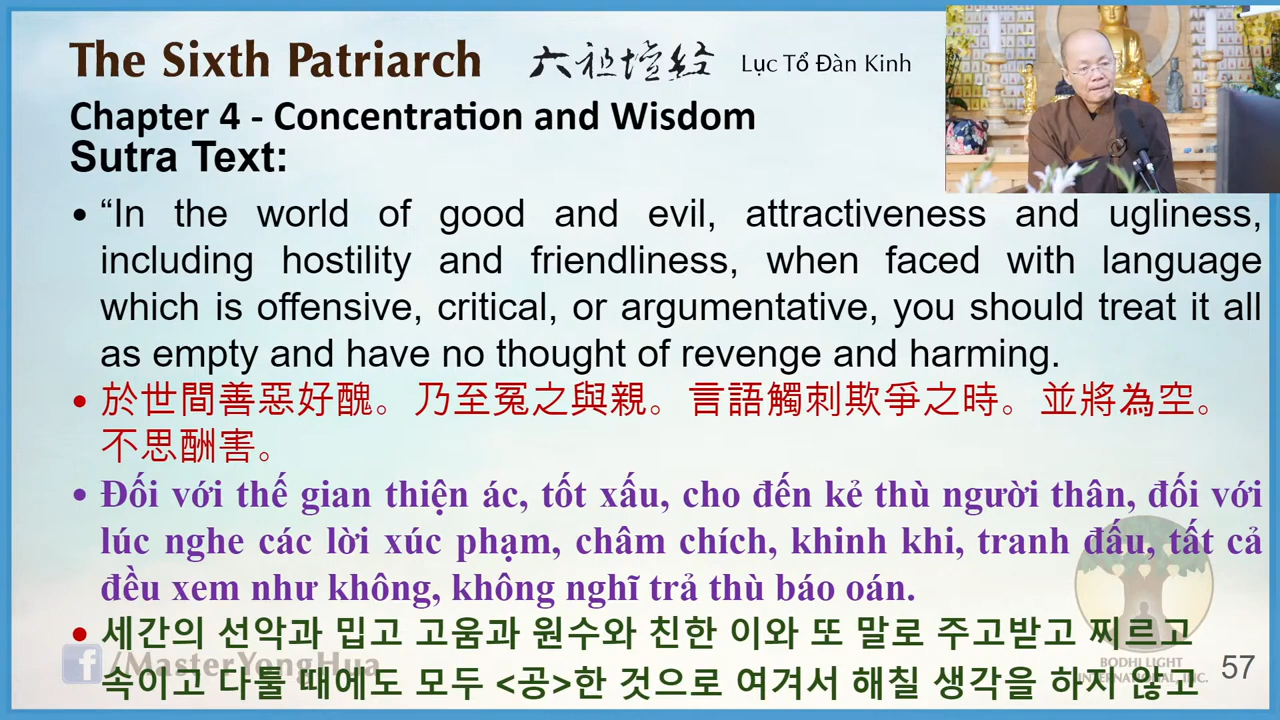 The Sixth Patriarch 六祖壇经 Lục Tổ Đàn Kinh
Chapter 4 - Concentration and Wisdom
Sutra Text:
• “In the world of good and evil, attractiveness and ugliness,
including hostility and friendliness, when faced with language
which is offensive, critical, or argumentative, you should treat it all
as empty and have no thought of revenge and harming.
• 於世間善惡好醜。乃至冤之與親。言語觸刺欺爭之時。並將為空。
不思酬害。
• Đối với thế gian thiện ác, tốt xấu, cho đến kẻ thù người thân, đối với
lúc nghe các lời xúc phạm, châm chích, khinh khi, tranh đấu, tất cả
đều xem như không, không nghĩ trả thù báo oán.
• 세간의 선악과 밉고 고움과 원수와 친한 이와 또 말로 주고받고 찌르고
속이고 다툴 때에도 모두 <공>한 것으로 여겨서 해칠 생각을 하지 않고
f/MasterYongHua
BODHI LIGHT
INTERNATIONAL, INC.
57